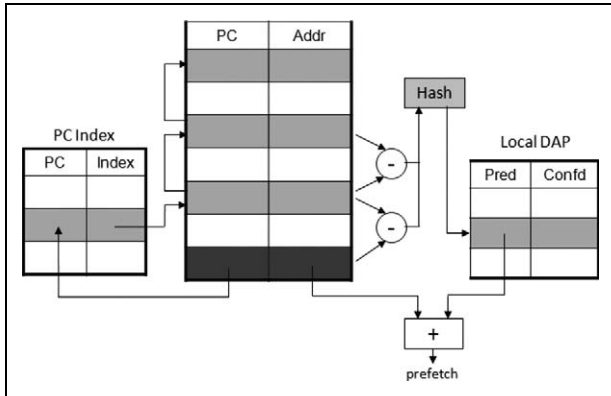 PC Addr
Hash
PC Index
Local DAP
PC Index
Pred Confd
-
-
+
prefetch